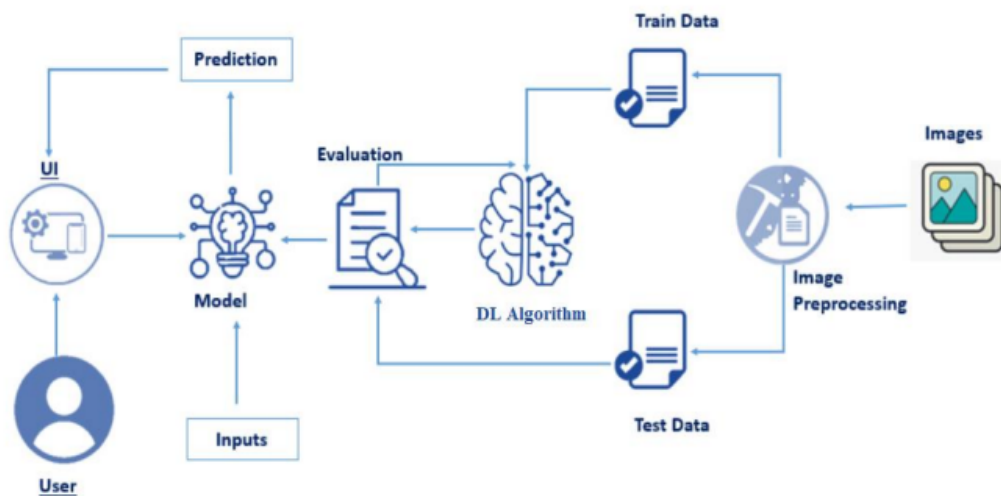 Train Data
Prediction
Images
Evaluation
UI
Image
Preprocessing
Model
DL Algorithm
Test Data
Inputs
User